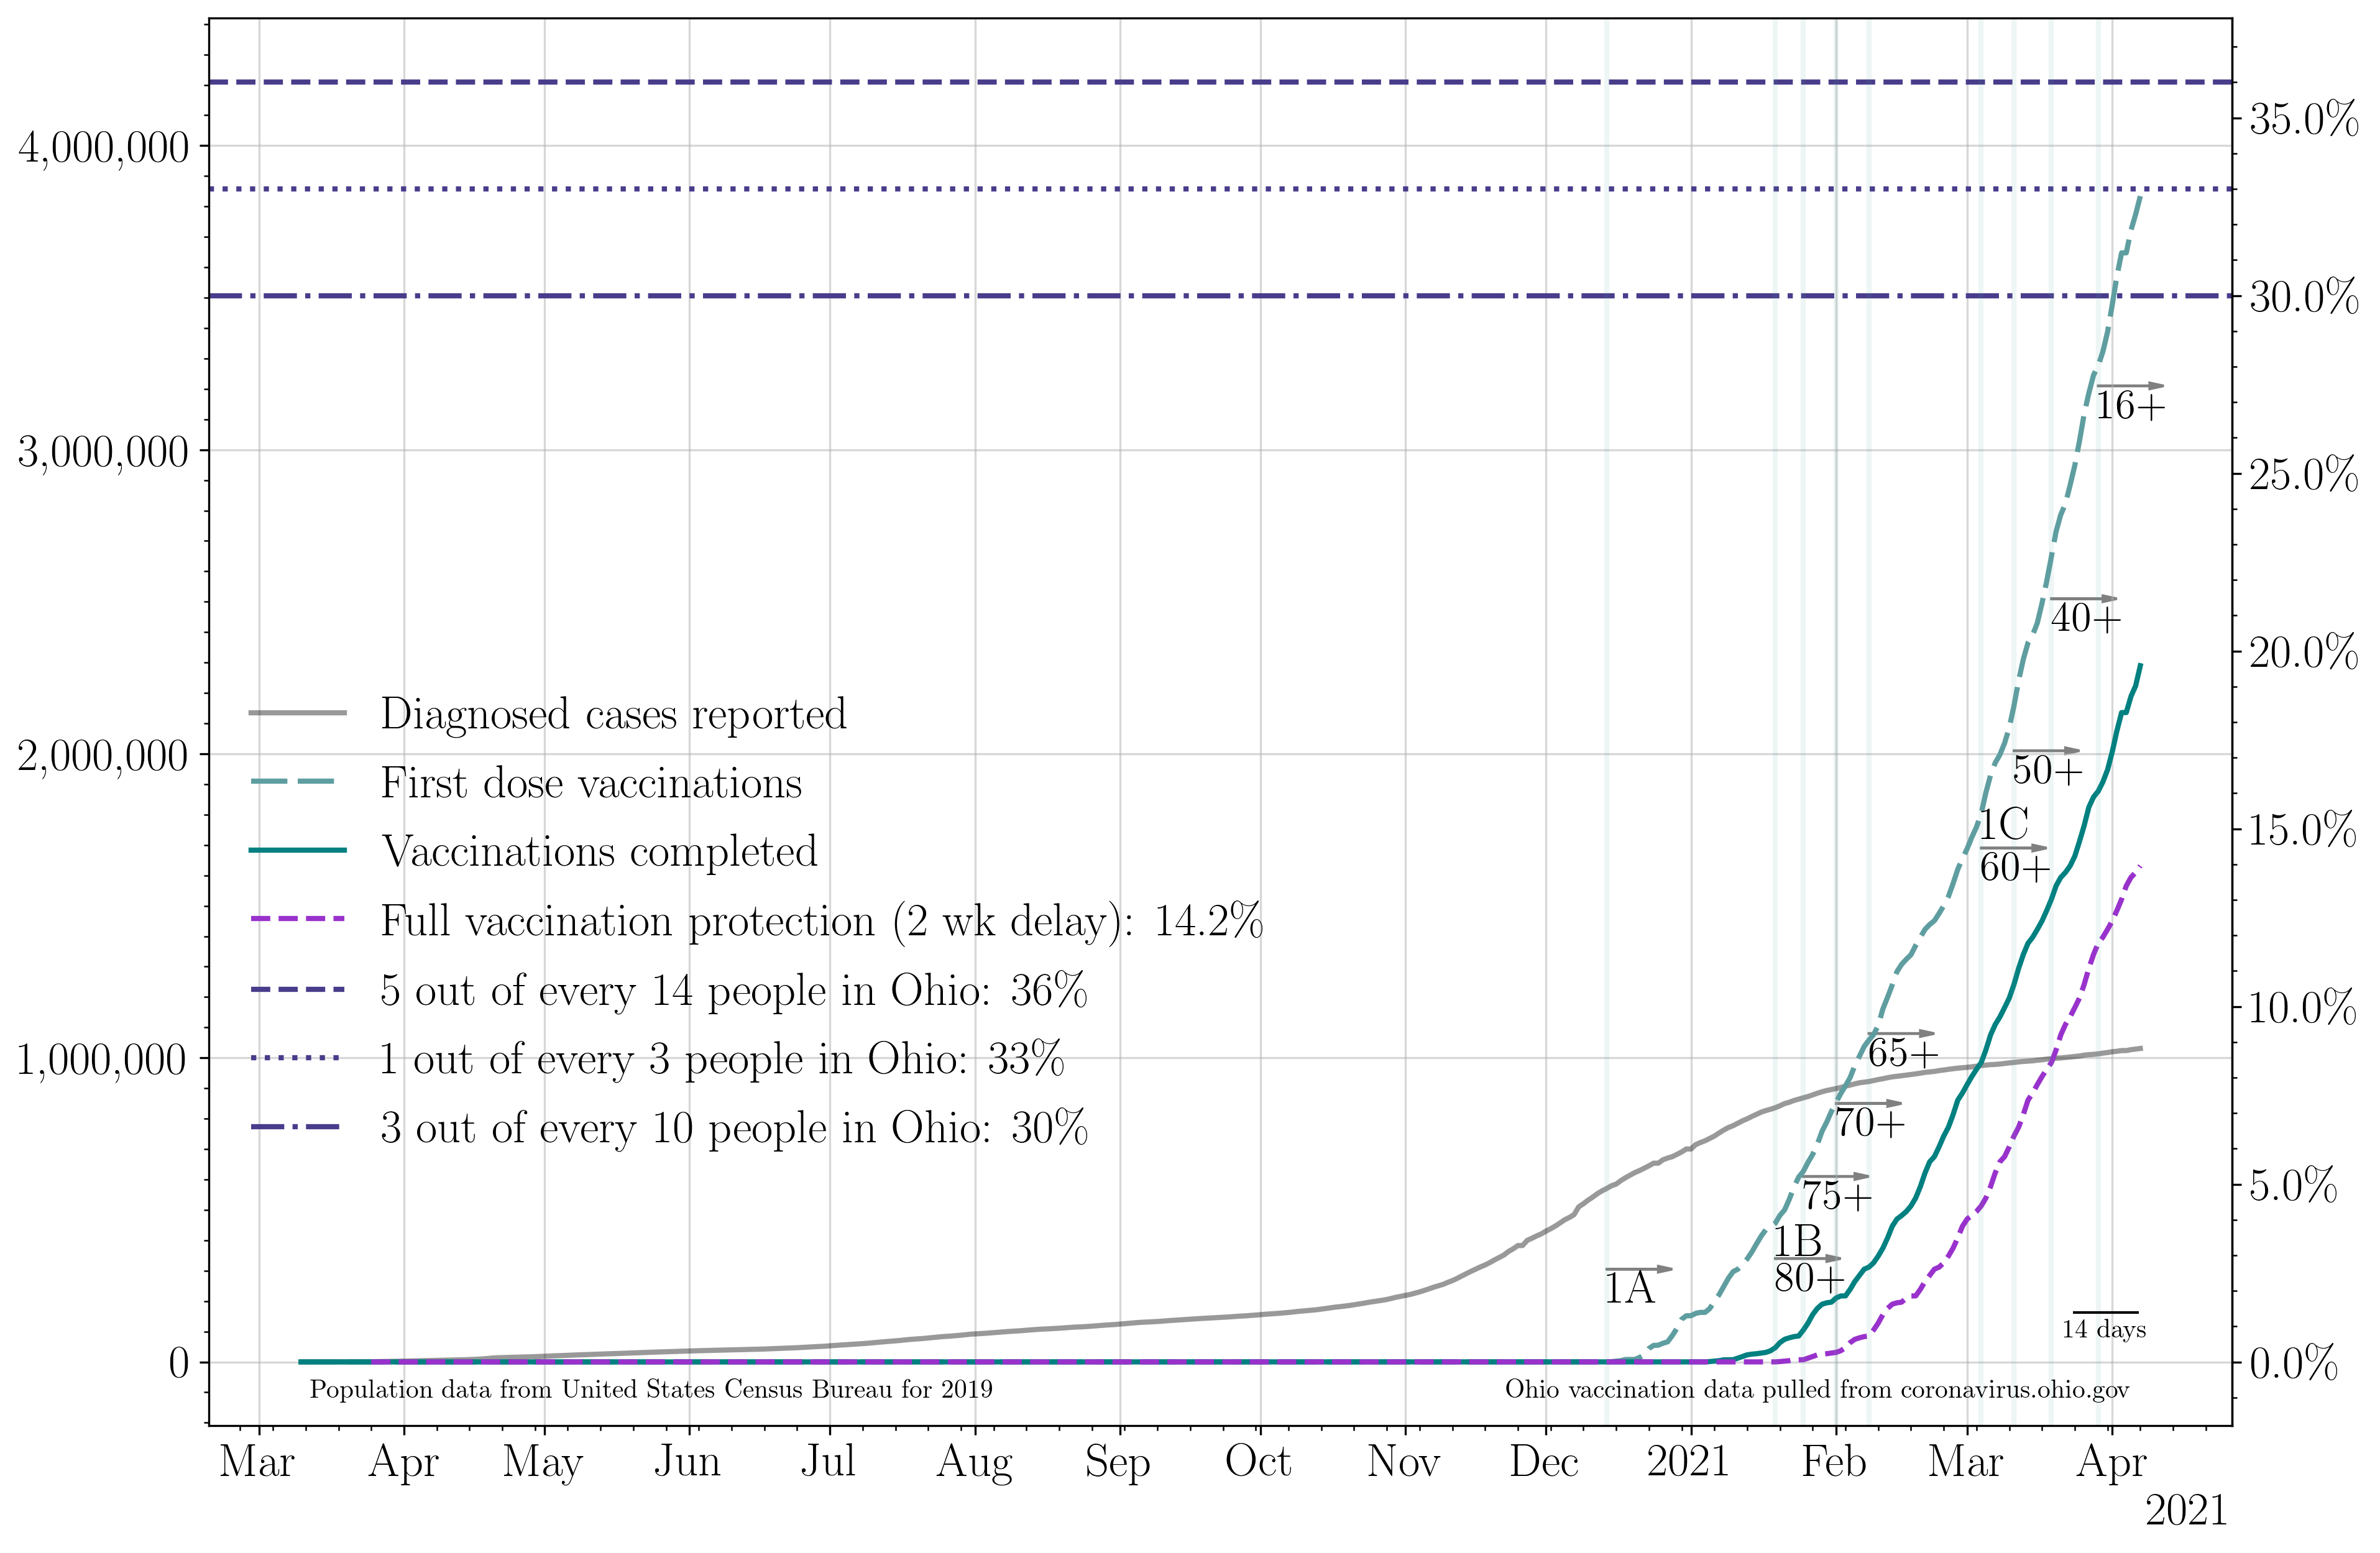 35.0%
4,000,000
30.0%
16+
3,000,000
25.0%
40+
20.0%
Diagnosed cases reported
2,000,000
50+
First dose vaccinations
1C
15.0%
Vaccinations completed
60+
Full vaccination protection (2 wk delay): 14.2%
5 out of every 14 people in Ohio: 36%
10.0%
1,000,000
1 out of every 3 people in Ohio: 33%
65+
3 out of every 10 people in Ohio: 30%
70+
5.0%
75+
1B
80+
1A
14 days
0
0.0%
Population data from United States Census Bureau for 2019
Ohio vaccination data pulled from coronavirus.ohio.gov
Mar Apr May Jun Jul Aug Sep Oct Nov Dec 2021 Feb Mar Apr
2021